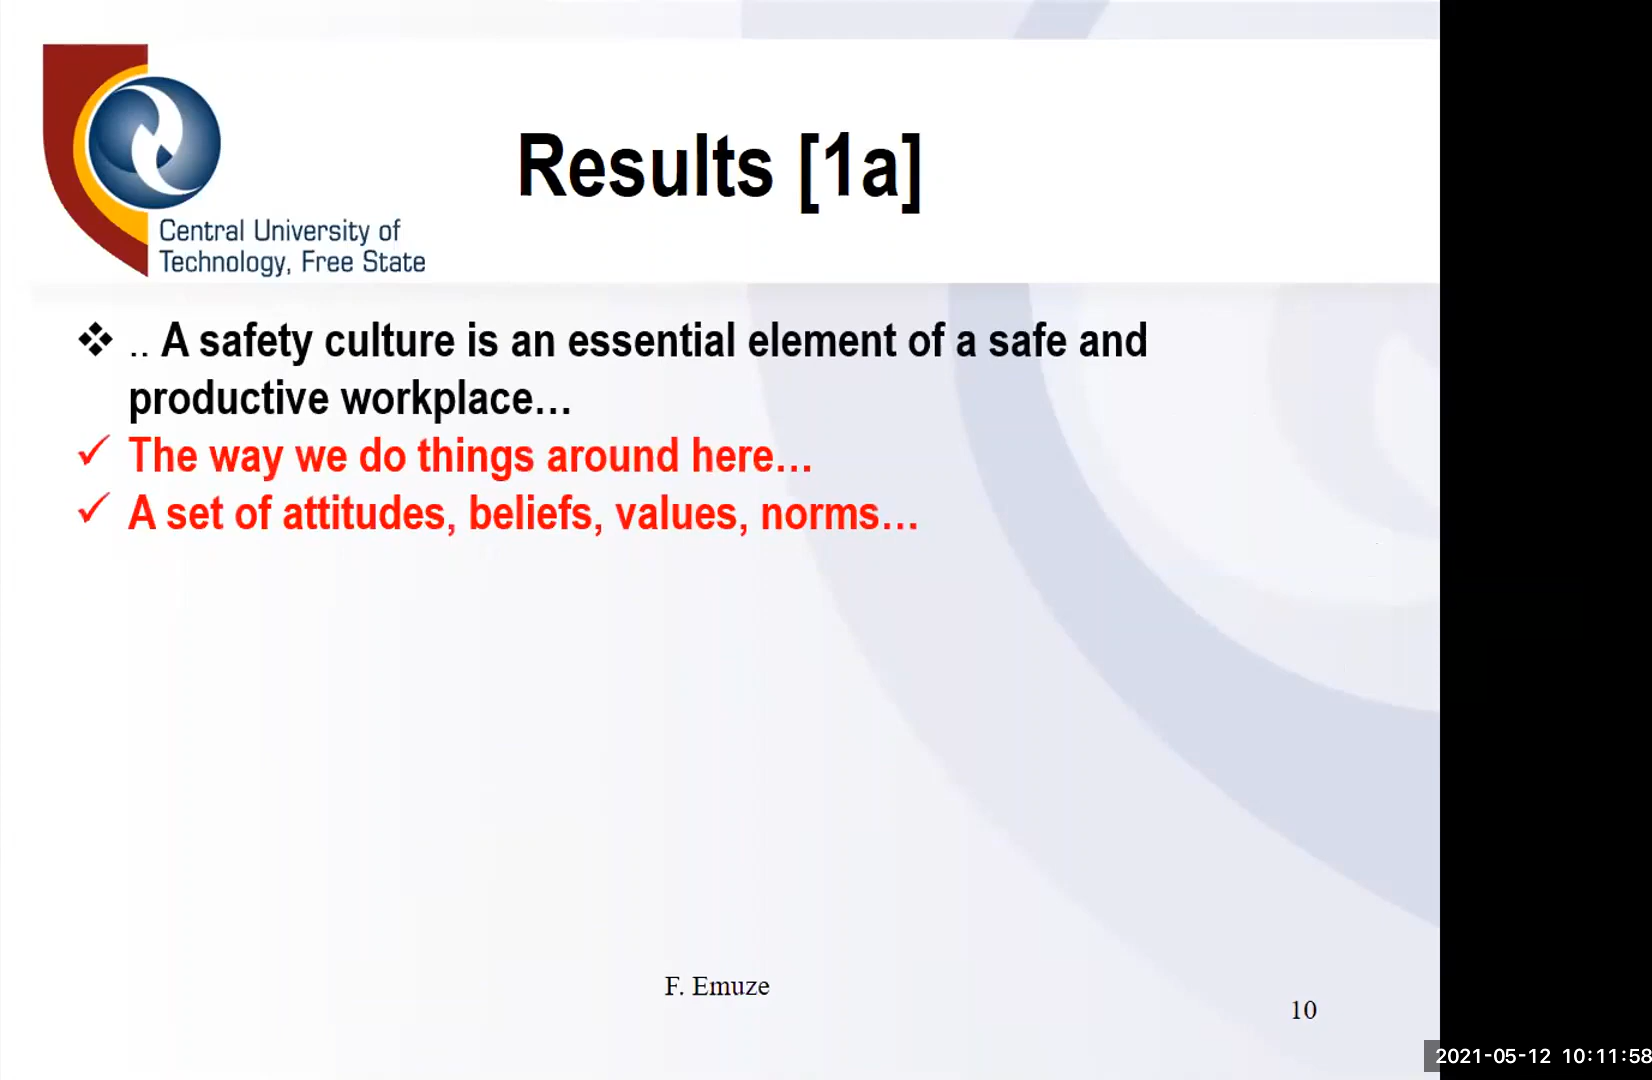 Results [1a]
Central University of
Technology, Free State
.. A safety culture is an essential element of a safe and
productive workplace…
The way we do things around here…
A set of attitudes, beliefs, values, norms…
F. Emuze
10
2021-05-12 10:11:58